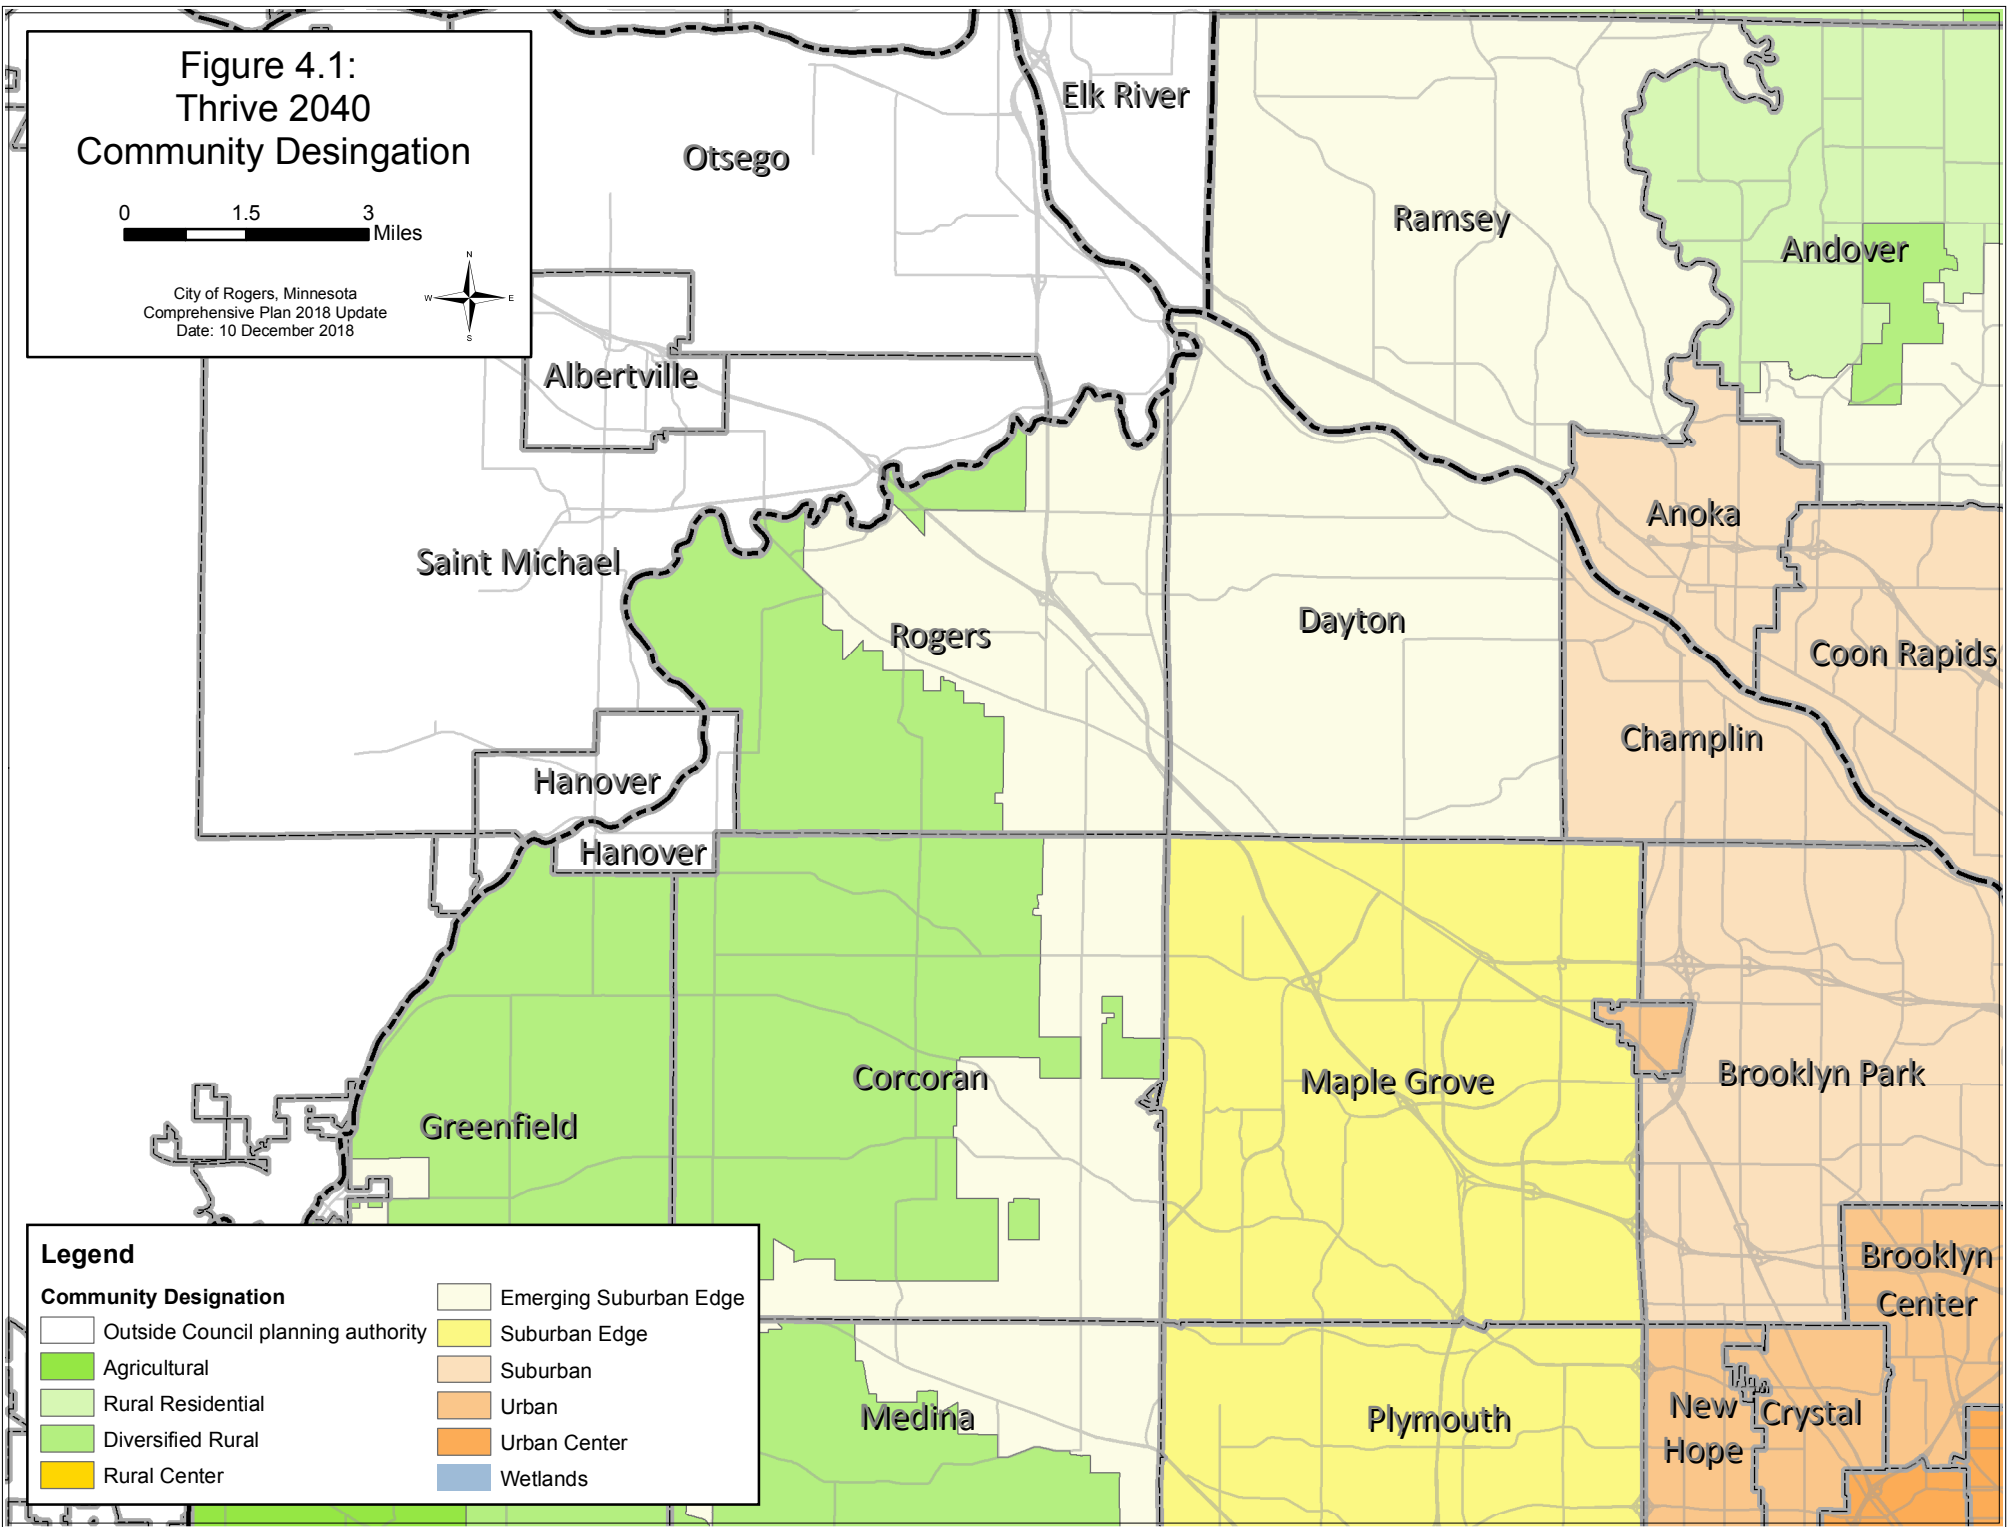 Figure 4.1:
Thrive 2040
Community Desingation
0 1.5 3
Miles
City of Rogers, Minnesota
Comprehensive Plan 2018 Update
Date: 10 December 2018
N
W E
S
Elk River
Otsego
Ramsey
Andover
Albertville
Anoka
Saint Michael
Rogers
Dayton
Coon Rapids
Champlin
Hanover
Hanover
Corcoran
Maple Grove
Brooklyn Park
Greenfield
Brooklyn
Center
Medina
Plymouth
New
Hope
Crystal
Legend
Community Designation
Outside Council planning authority
Agricultural
Rural Residential
Diversified Rural
Rural Center
Emerging Suburban Edge
Suburban Edge
Suburban
Urban
Urban Center
Wetlands